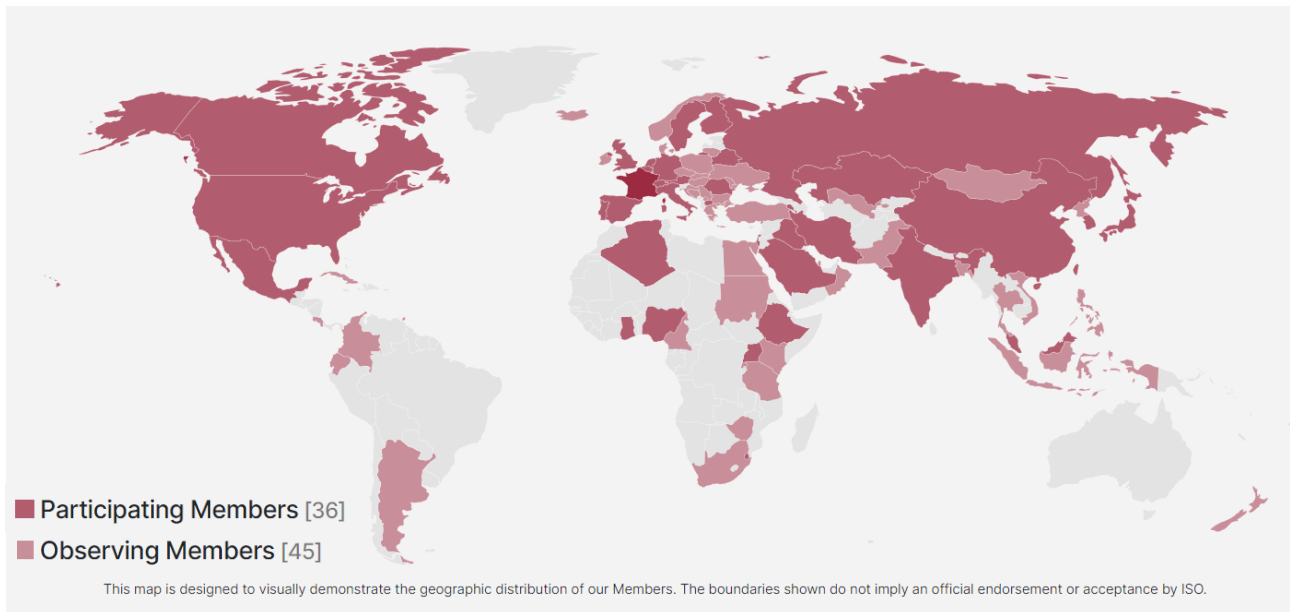 Participating Members [36]
Observing Members [45]
This map is designed to visually demonstrate the geographic distribution of our Members. The boundaries shown do not imply an official endorsement or acceptance by ISO.